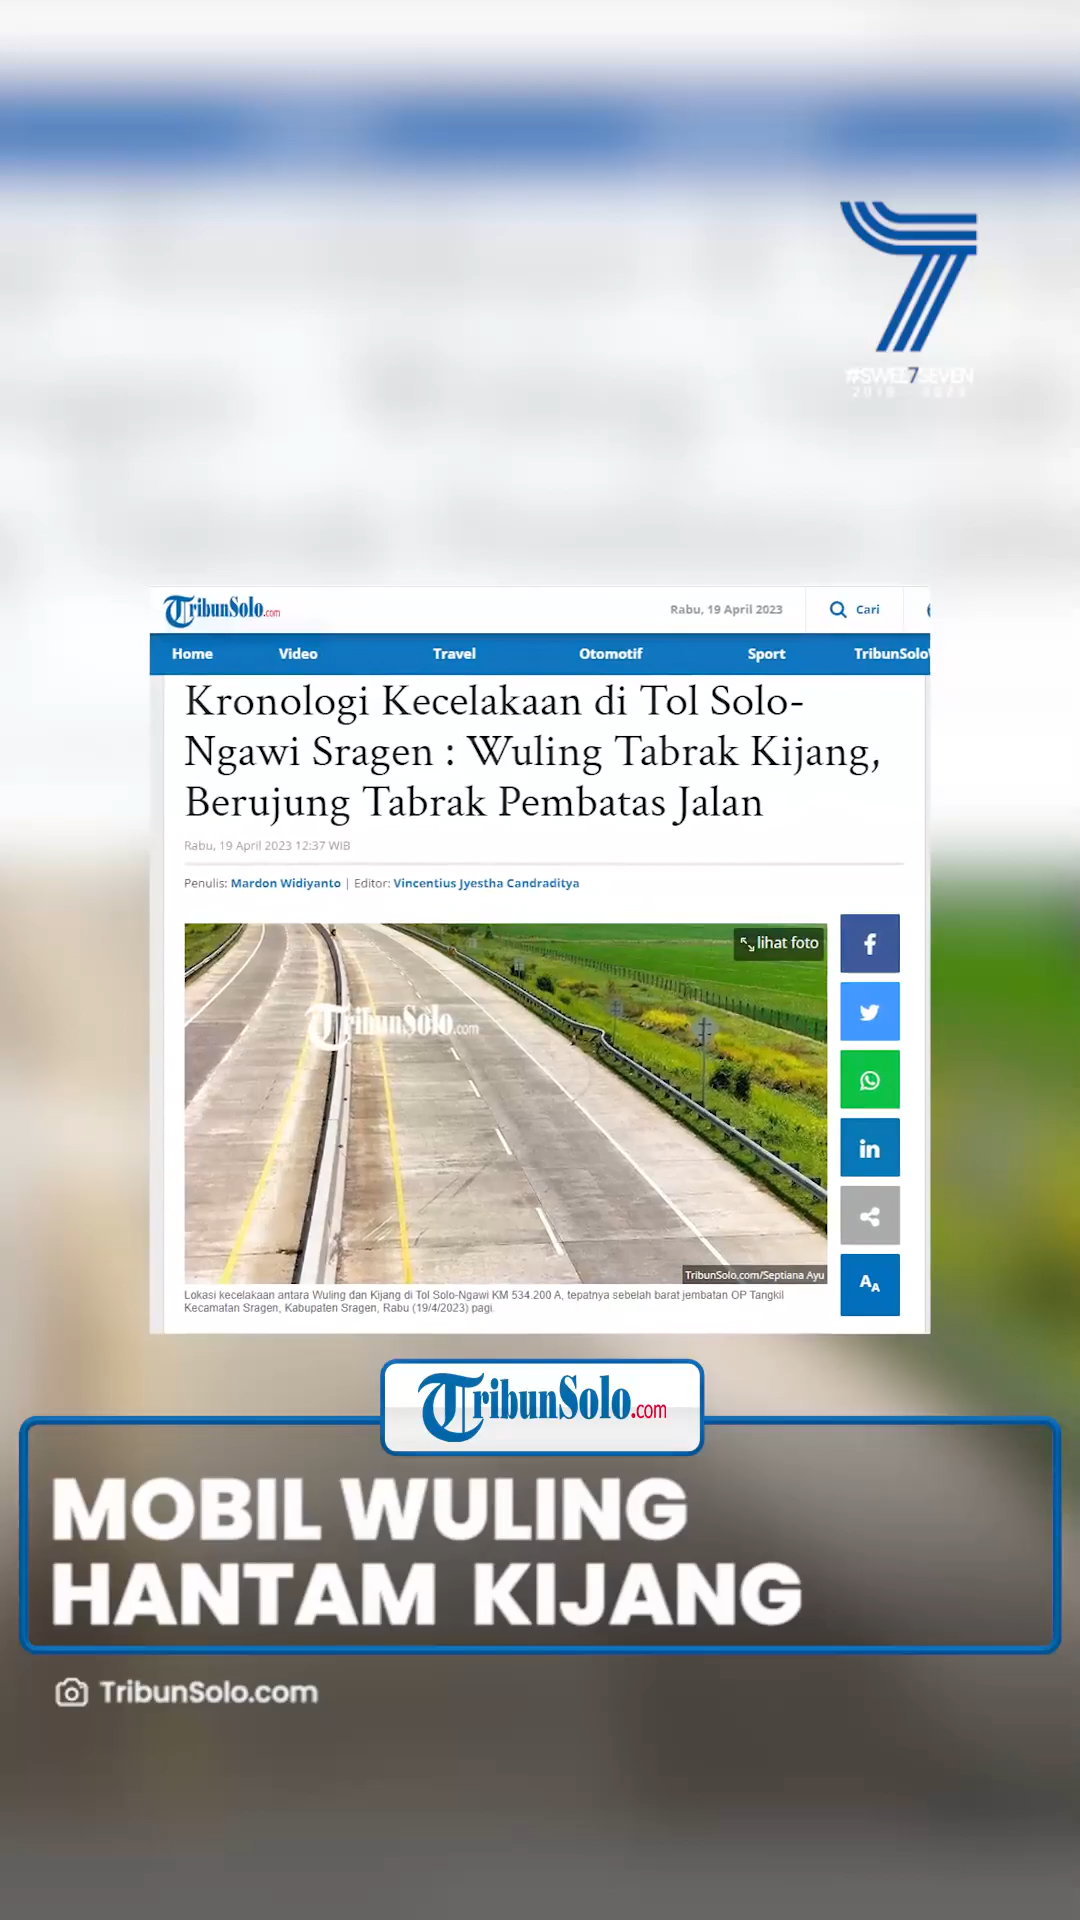 #SWEE7SEVEN
TribunSolo.com
Rabu, 19 April 2023
Cari
Home Video Travel Otomotif Sport TribunSolo
Kronologi Kecelakaan di Tol Solo-
Ngawi Sragen : Wuling Tabrak Kijang,
Berujung Tabrak Pembatas Jalan
Rabu, 19 April 2023 12:37 WIB
Penulis: Mardon Widiyanto | Editor: Vincentius Jyestha Candraditya
lihat foto
TribunSolo.com
TribunSolo.com/Septiana Ayu
Lokasi kecelakaan antara Wuling dan Kijang di Tol Solo-Ngawi KM 534.200 A, tepatnya sebelah barat jembatan OP Tangkil
Kecamatan Sragen, Kabupaten Sragen, Rabu (19/4/2023) pagi.
AA
TribunSolo.com
MOBIL WULING
HANTAM KIJANG
TribunSolo.com